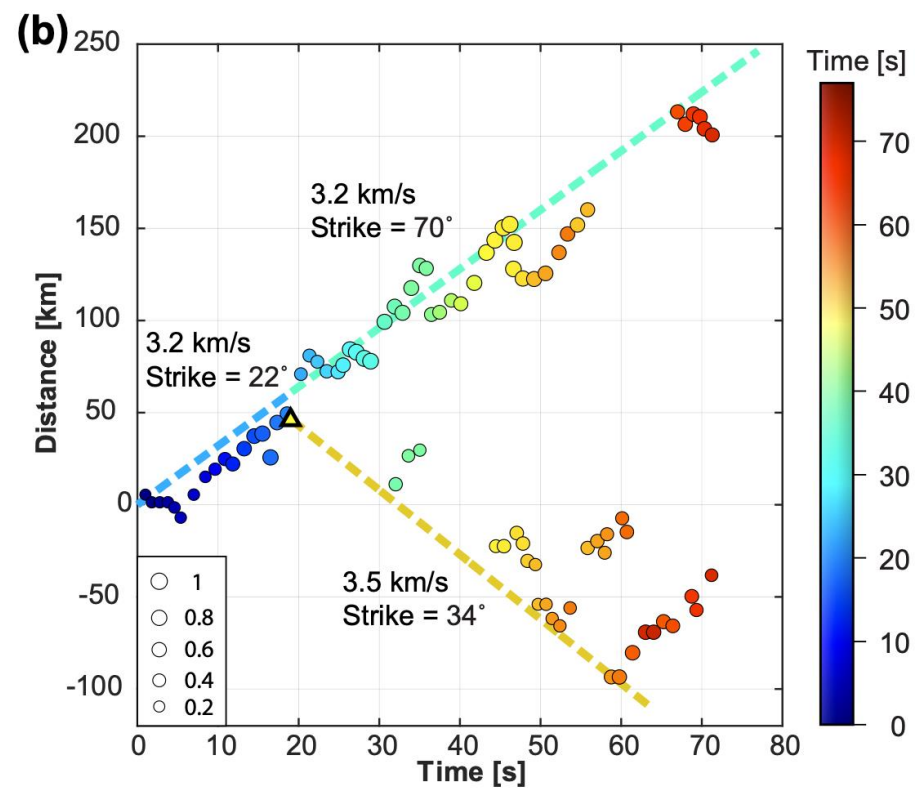 (b)
250
200
150
100
50
0
-50
-100
Distance [km]
3.2 km/s
Strike = 70°
3.2 km/s
Strike = 22°
3.5 km/s
Strike = 34°
1
0.8
0.6
0.4
0.2
0 10 20 30 40 50 60 70 80
Time [s]
Time [s]
70
60
50
40
30
20
10
0